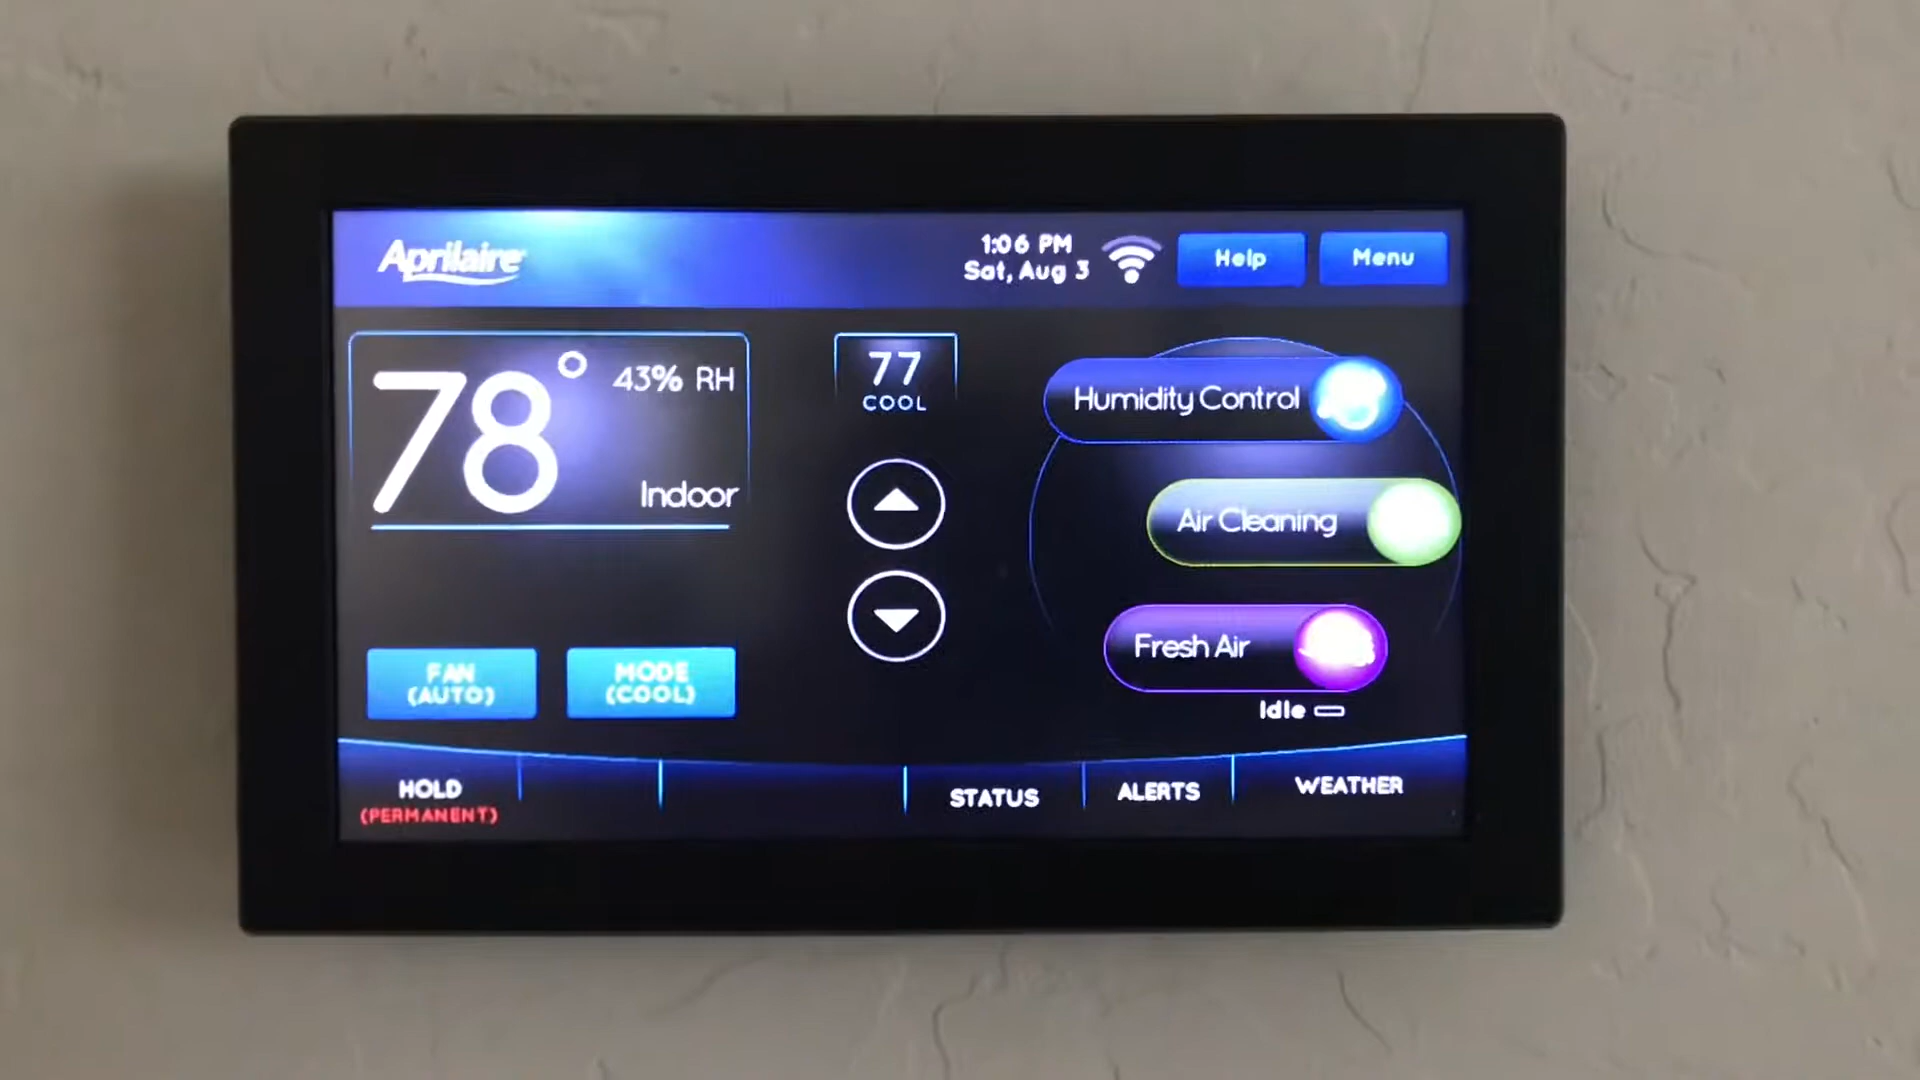 Aprilaire
1:06 PM
Sat, Aug 3
Help
Menu
78°
43% RH
Indoor
77
COOL
Humidity Control
Air Cleaning
Fresh Air
Idle
FAN
(AUTO)
MODE
(COOL)
HOLD
(PERMANENT)
STATUS
ALERTS
WEATHER